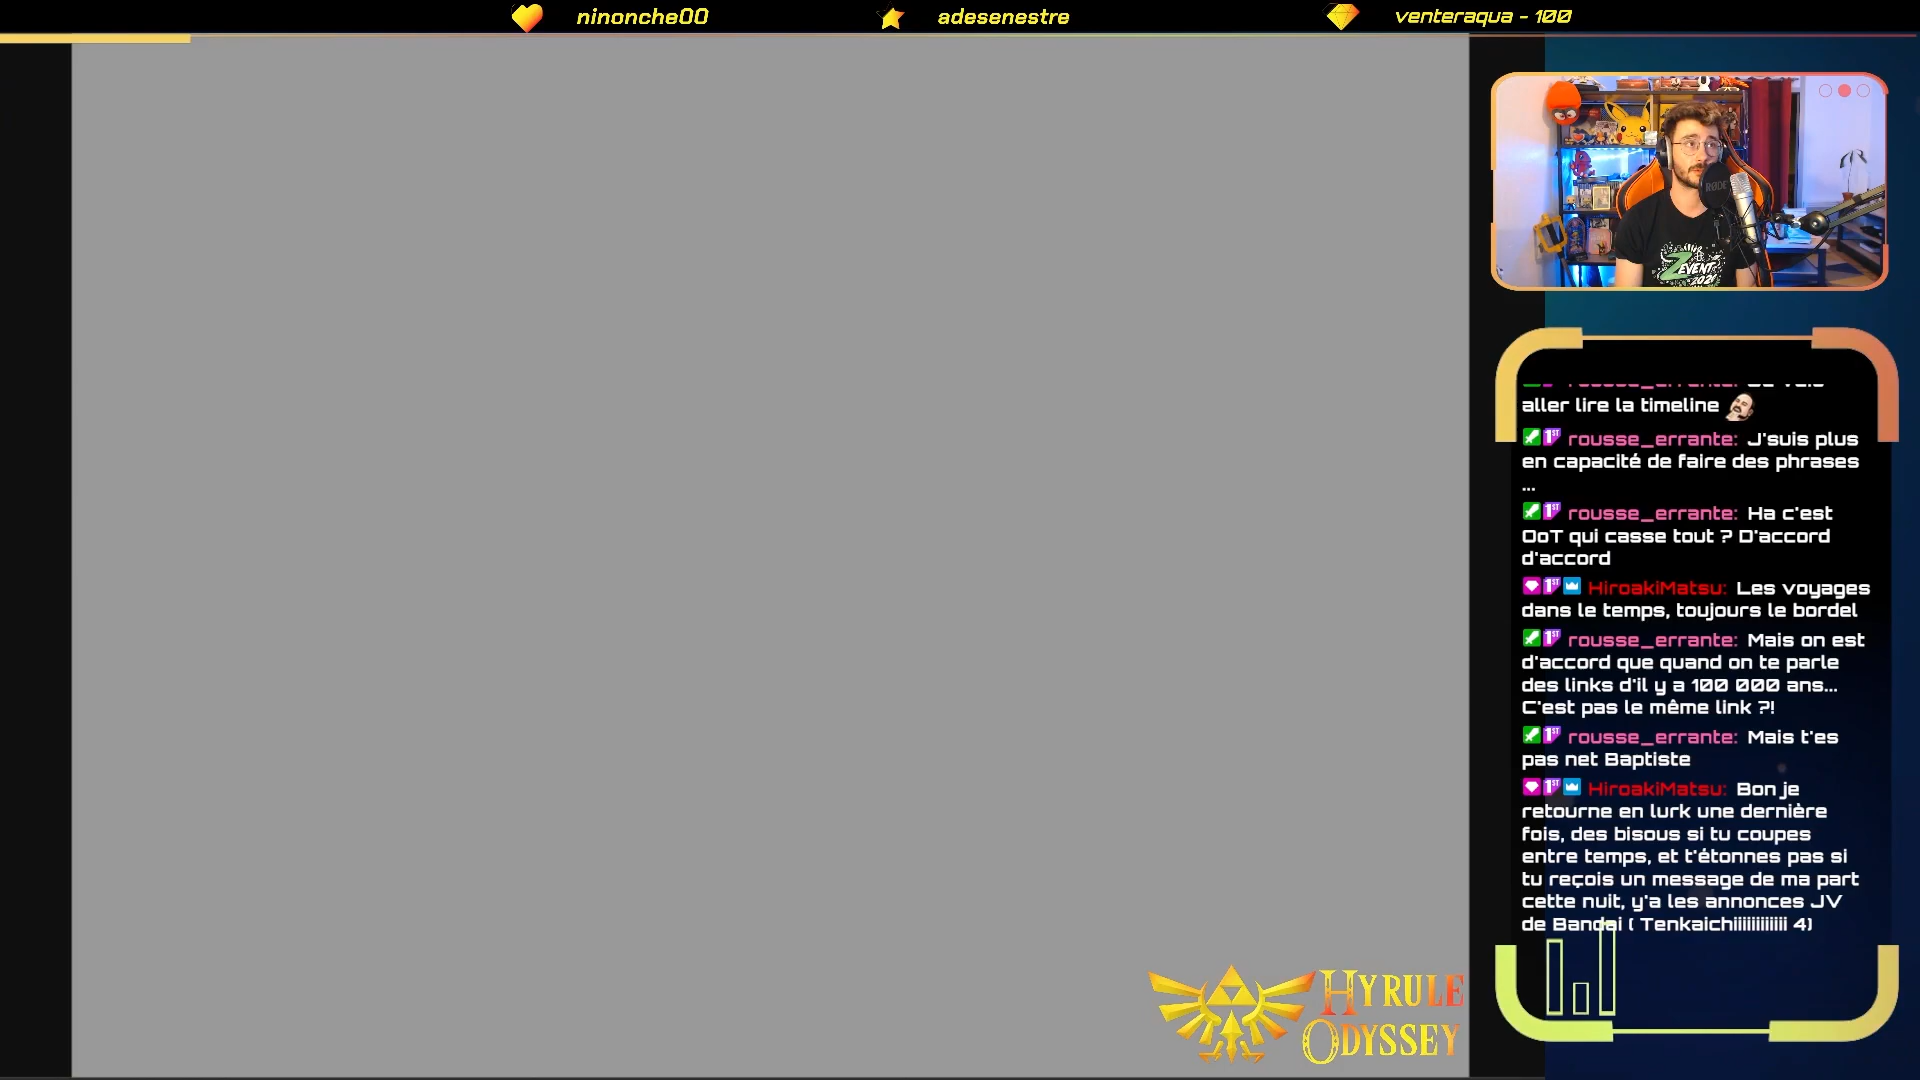 ninonche00
adesenestre
venteraqua - 100
RØDE
ZEVENT
HYRULE
ODYSSEY
aller lire la timeline
rousse_errante: J'suis plus
en capacité de faire des phrases
...
rousse_errante: Ha c'est
OoT qui casse tout ? D'accord
d'accord
HiroakiMatsu: Les voyages
dans le temps, toujours le bordel
rousse_errante: Mais on est
d'accord que quand on te parle
des links d'il y a 100 000 ans...
C'est pas le même link ?!
rousse_errante: Mais t'es
pas net Baptiste
HiroakiMatsu: Bon je
retourne en lurk une dernière
fois, des bisous si tu coupes
entre temps, et t'étonnes pas si
tu reçois un message de ma part
cette nuit, y'a les annonces JV
de Bandai ( Tenkaichiiiiiiiiiiiii 4)